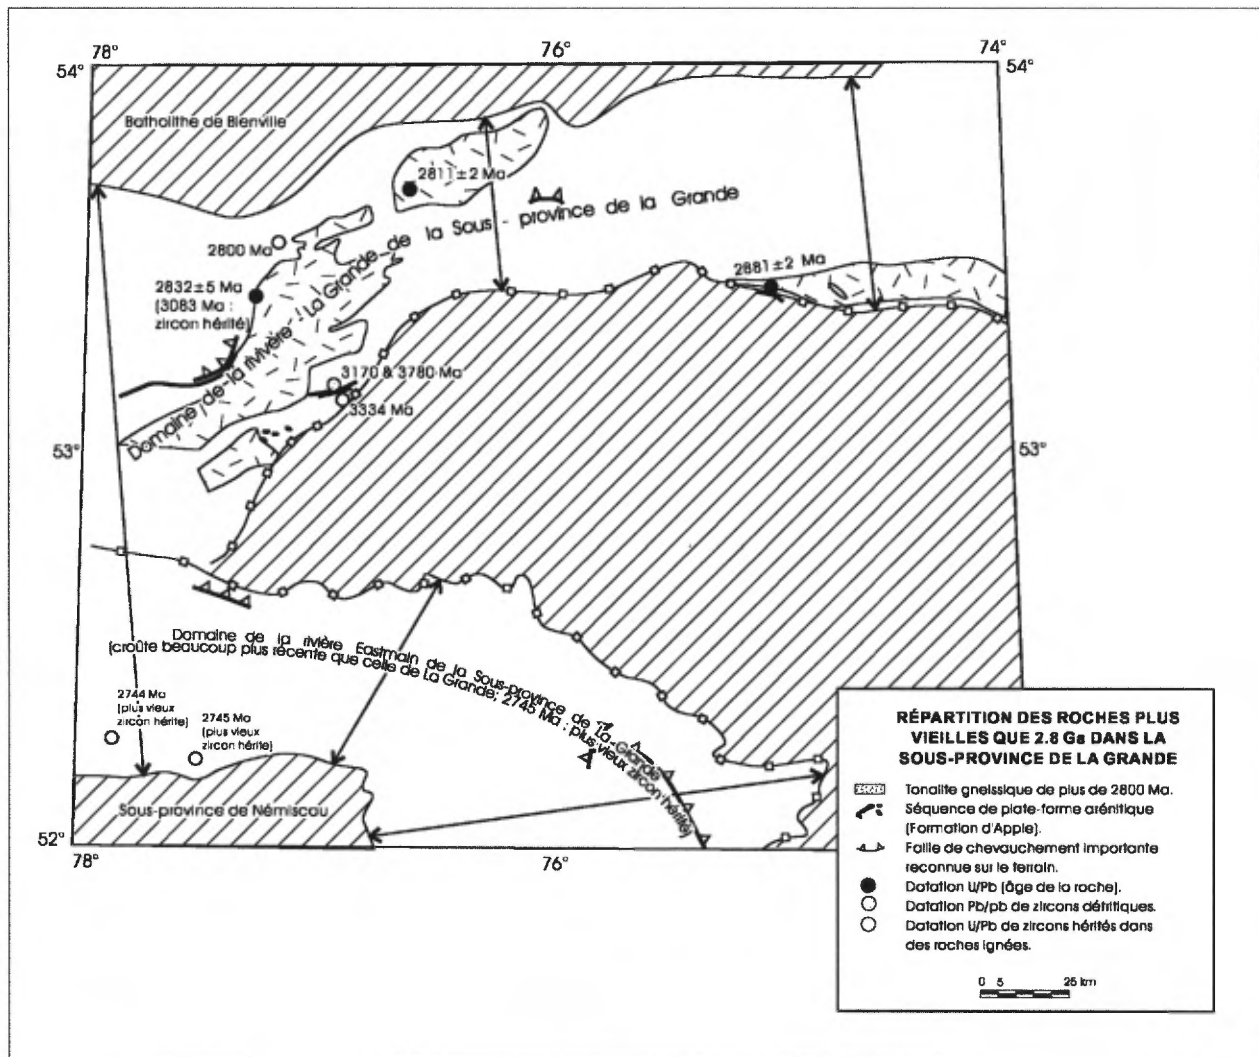 78°
76°
74°
54°
54°
Batholithe de Bienville
2811±2 Ma
2800 Ma
2832±5 Ma
(3083 Ma :
zircon hérité)
2881±2 Ma
Domaine de la rivière La Grande de la Sous - province de la Grande
3170 & 3780 Ma
3334 Ma
53°
53°
Domaine de la rivière Eastmain de la Sous-province de La Grande
(croûte beaucoup plus récente que celle de La Grande; 2745 Ma : plus vieux zircon hérité)
2744 Ma
(plus vieux
zircon hérite)
2745 Ma
(plus vieux
zircon hérite)
Sous-province de Némiscou
52°
78°
76°
RÉPARTITION DES ROCHES PLUS
VIEILLES QUE 2.8 Ga DANS LA
SOUS-PROVINCE DE LA GRANDE
Tonalite gneissique de plus de 2800 Ma.
Séquence de plate-forme arénitique
(Formation d'Apple).
Faille de chevauchement importante
reconnue sur le terrain.
Datation U/Pb (âge de la roche).
Datation Pb/pb de zircons détritiques.
Datation U/Pb de zircons hérités dans
des roches ignées.
0 5 25 km